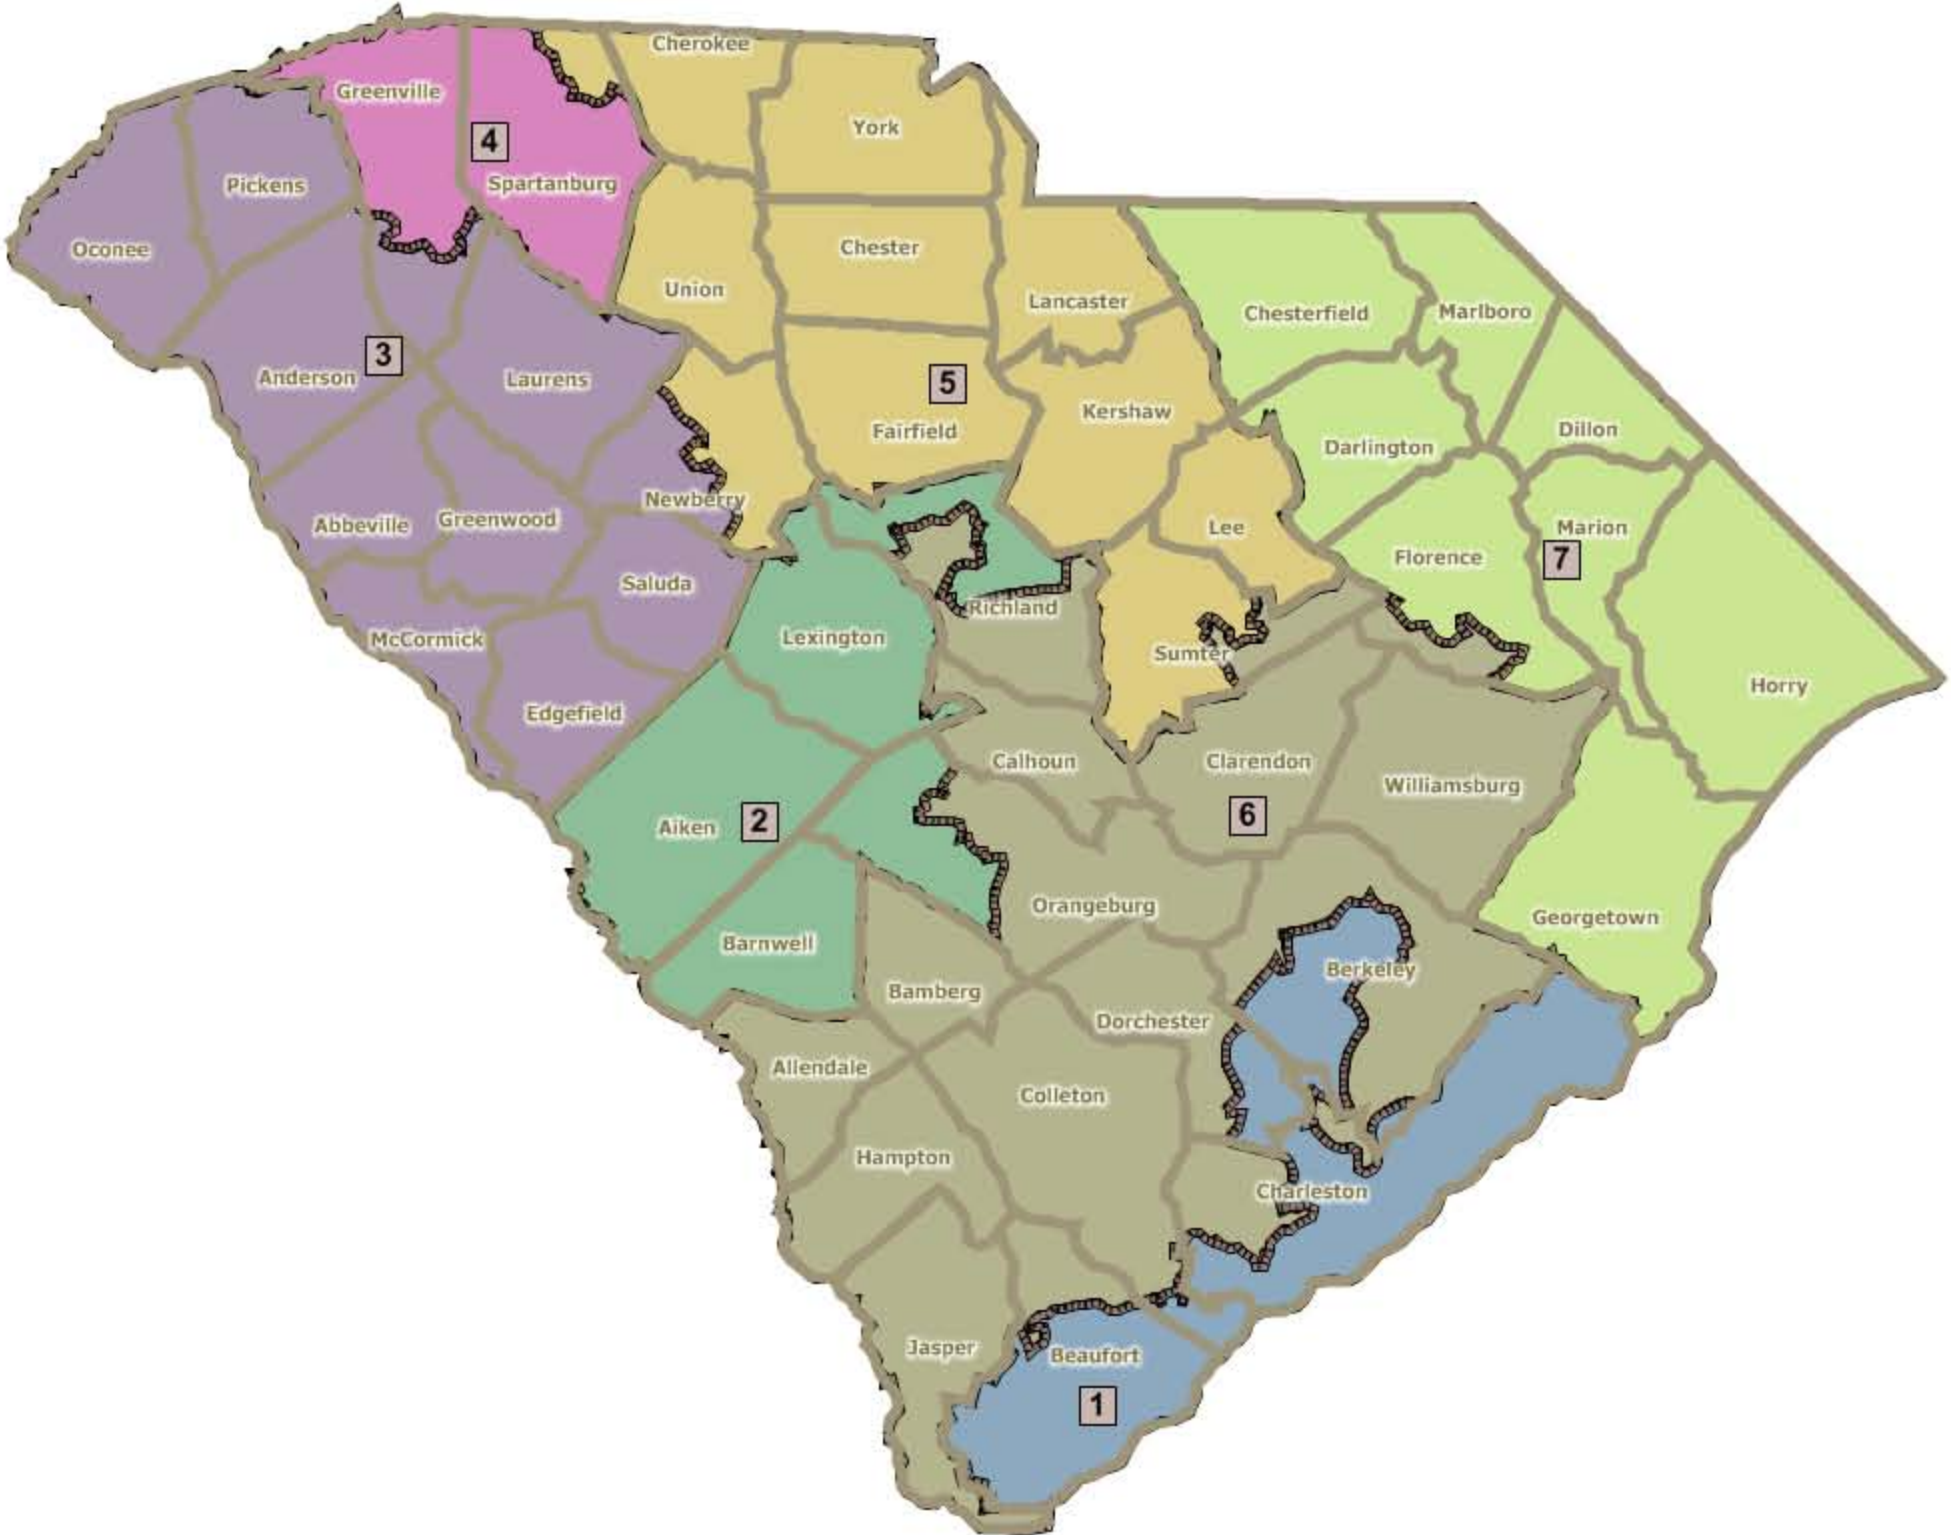 Cherokee
Greenville
York
4
Pickens
Spartanburg
Oconee
Chester
Union
Lancaster
Chesterfield
Marlboro
3
Anderson
Laurens
5
Kershaw
Fairfield
Dillon
Darlington
Newberry
Abbeville
Greenwood
Lee
Marion
Florence
7
Saluda
Richland
McCormick
Lexington
Sumter
Horry
Edgefield
Calhoun
Clarendon
Williamsburg
Aiken
2
6
Orangeburg
Georgetown
Barnwell
Berkeley
Bamberg
Dorchester
Allendale
Colleton
Hampton
Charleston
Jasper
Beaufort
1